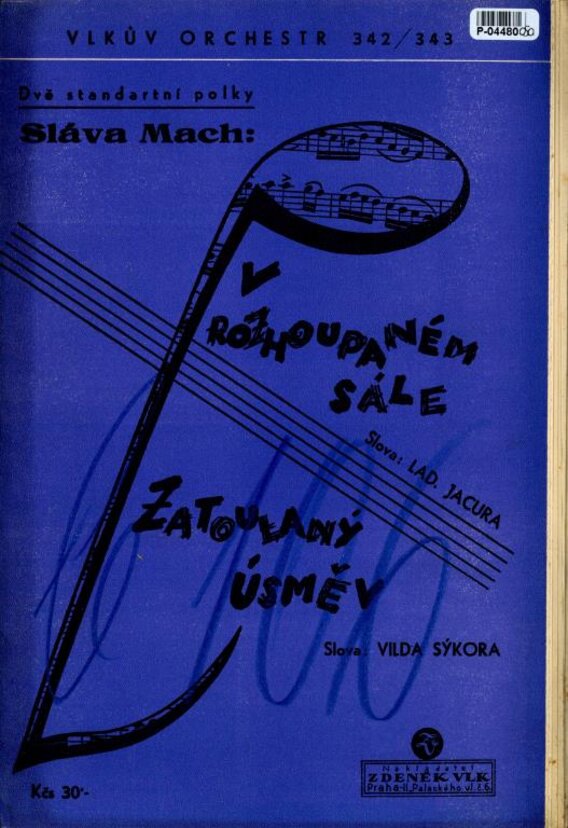 VLKŮV ORCHESTR 342/343
P-04480
Dvě standartní polky
Sláva Mach:
V
ROZHOUPANÉM
SÁLE
Slova: LAD. JACURA
ZATOULANÝ
ÚSMĚV
Slova: VILDA SÝKORA
Kčs 30'-
Nakladatel
ZDENĚK VLK
Praha-II, Palackého ul. č. 6.